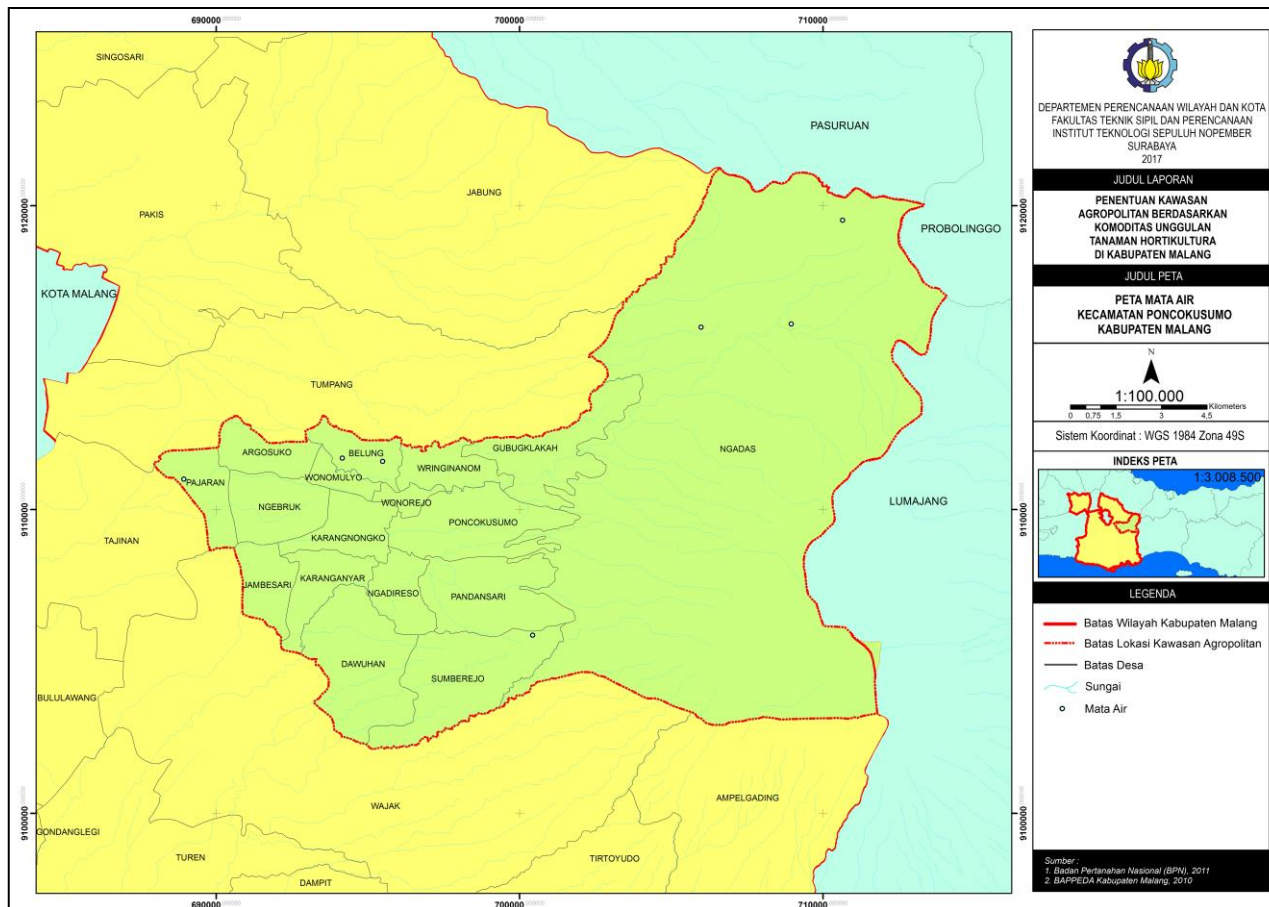 690000
700000
710000
SINGOSARI
PASURUAN
JABUNG
9120000
9120000
PAKIS
PROBOLINGGO
KOTA MALANG
TUMPANG
GUBUGKLAKAH
NGADAS
ARGOSUKO
BELUNG
WRINGINANOM
WONOMULYO
PAJARAN
NGEBRUK
WONOREJO
LUMAJANG
9110000
9110000
PONCOKUSUMO
TAJINAN
KARANGNONGKO
JAMBESARI
KARANGANYAR
NGADIRESO
PANDANSARI
DAWUHAN
SUMBEREJO
BULULAWANG
WAJAK
AMPELGADING
9100000
9100000
GONDANGLEGI
TUREN
TIRTOYUDO
DAMPIT
690000
700000
710000
DEPARTEMEN PERENCANAAN WILAYAH DAN KOTA
FAKULTAS TEKNIK SIPIL DAN PERENCANAAN
INSTITUT TEKNOLOGI SEPULUH NOPEMBER
SURABAYA
2017
JUDUL LAPORAN
PENENTUAN KAWASAN
AGROPOLITAN BERDASARKAN
KOMODITAS UNGGULAN
TANAMAN HORTIKULTURA
DI KABUPATEN MALANG
JUDUL PETA
PETA MATA AIR
KECAMATAN PONCOKUSUMO
KABUPATEN MALANG
N
1:100.000
Kilometers
0 0,75 1,5 3 4,5
Sistem Koordinat : WGS 1984 Zona 49S
INDEKS PETA
1:3.008.500
LEGENDA
Batas Wilayah Kabupaten Malang
Batas Lokasi Kawasan Agropolitan
Batas Desa
Sungai
Mata Air
Sumber :
1. Badan Pertanahan Nasional (BPN), 2011
2. BAPPEDA Kabupaten Malang, 2010